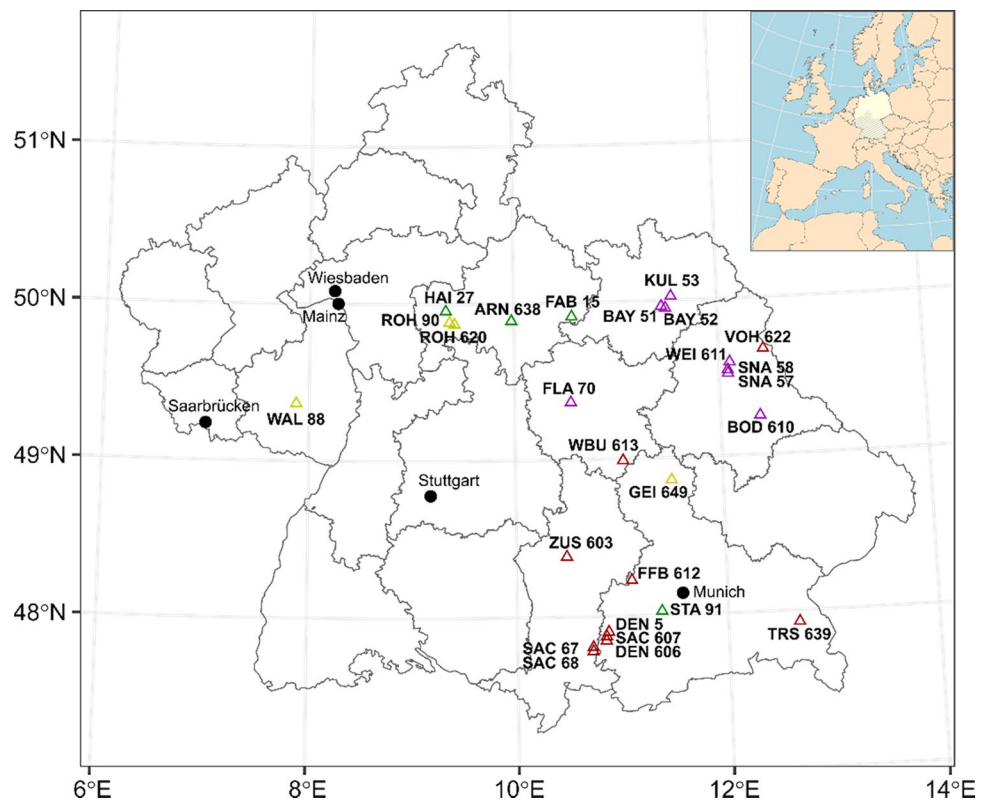 51°N
50°N
49°N
48°N
Wiesbaden
Mainz
HAI 27
ROH 90
ROH 620
ARN 638
FAB 15
KUL 53
BAY 51
BAY 52
VOH 622
WEI 611
SNA 58
SNA 57
BOD 610
Saarbrücken
WAL 88
FLA 70
WBU 613
GEI 649
Stuttgart
ZUS 603
FFB 612
Munich
STA 91
DEN 5
SAC 607
DEN 606
SAC 67
SAC 68
TRS 639
6°E
8°E
10°E
12°E
14°E